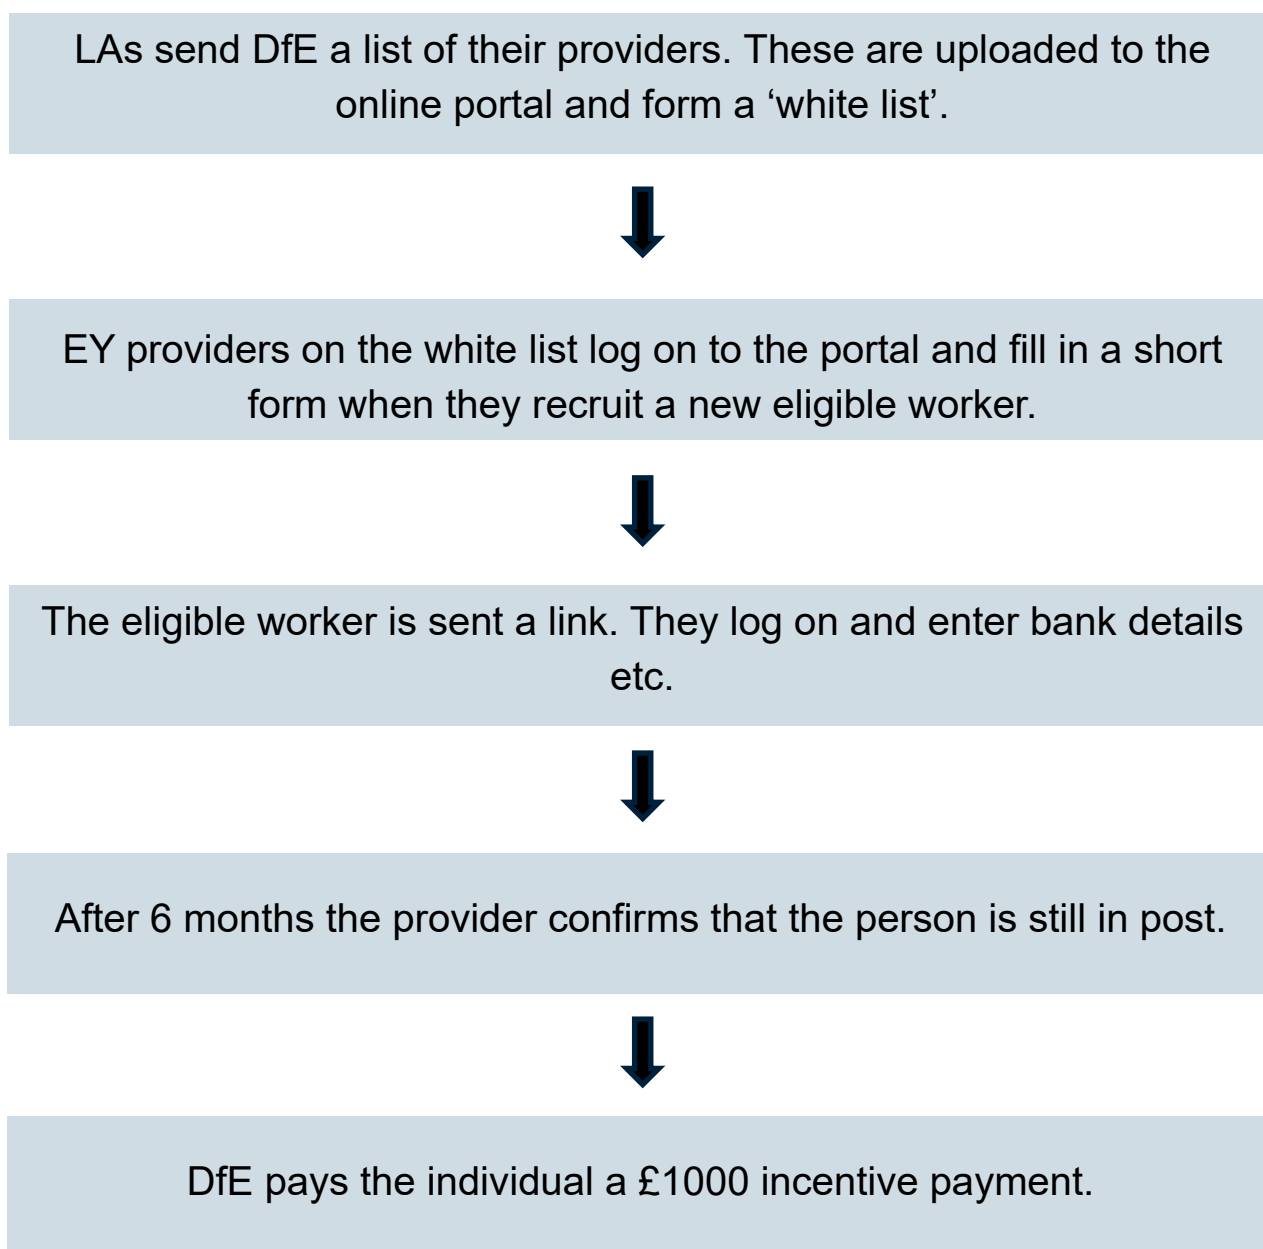 LAs send DfE a list of their providers. These are uploaded to the
online portal and form a ‘white list’.
EY providers on the white list log on to the portal and fill in a short
form when they recruit a new eligible worker.
The eligible worker is sent a link. They log on and enter bank details
etc.
After 6 months the provider confirms that the person is still in post.
DfE pays the individual a £1000 incentive payment.